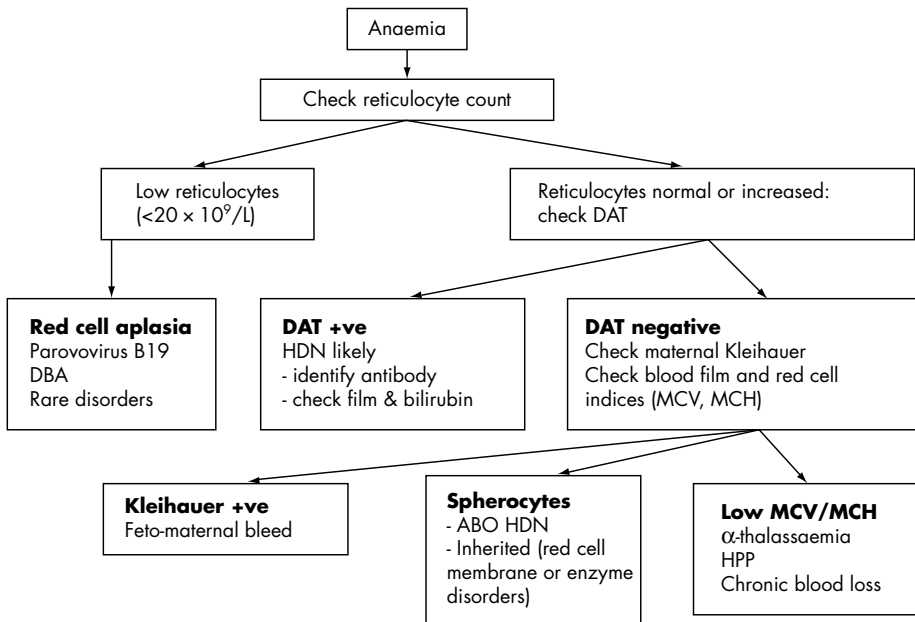 Anaemia
Check reticulocyte count
Low reticulocytes
(<20 × 10⁹/L)
Reticulocytes normal or increased:
check DAT
Red cell aplasia
Parovovirus B19
DBA
Rare disorders
DAT +ve
HDN likely
- identify antibody
- check film & bilirubin
DAT negative
Check maternal Kleihauer
Check blood film and red cell
indices (MCV, MCH)
Kleihauer +ve
Feto-maternal bleed
Spherocytes
- ABO HDN
- Inherited (red cell
membrane or enzyme
disorders)
Low MCV/MCH
α-thalassaemia
HPP
Chronic blood loss